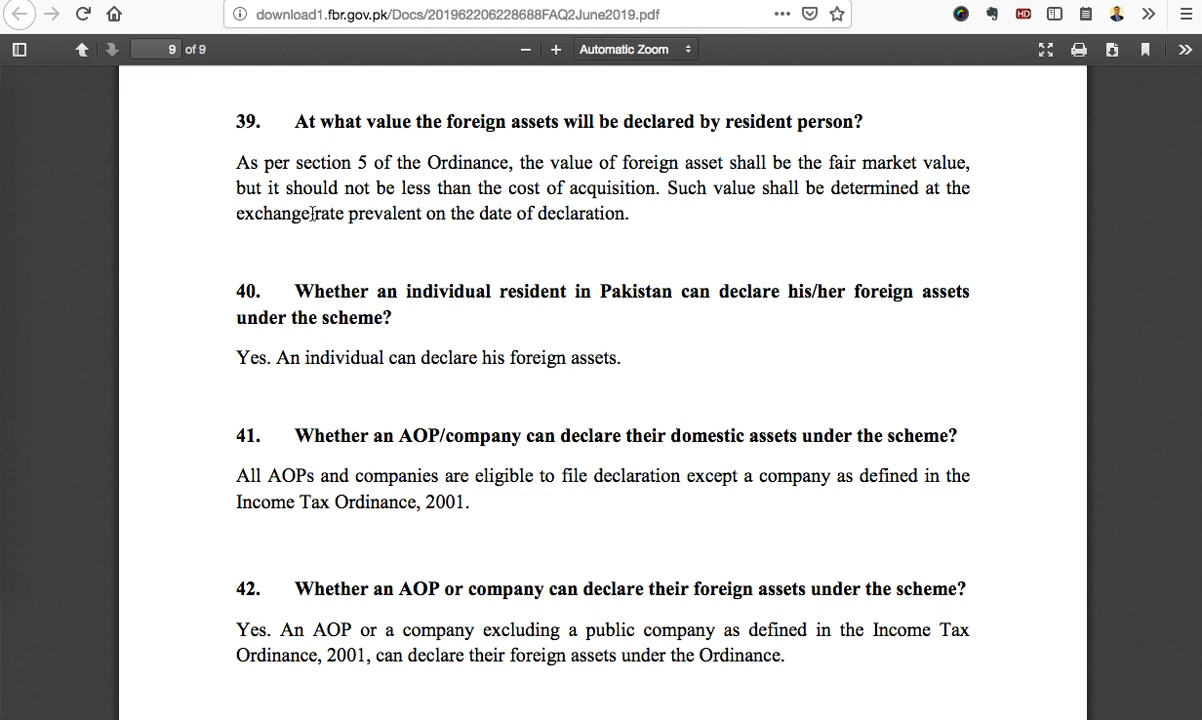 download1.fbr.gov.pk/Docs/201962206228688FAQ2June2019.pdf
HD
9 of 9
Automatic Zoom
39. At what value the foreign assets will be declared by resident person?
As per section 5 of the Ordinance, the value of foreign asset shall be the fair market value,
but it should not be less than the cost of acquisition. Such value shall be determined at the
exchange rate prevalent on the date of declaration.
40. Whether an individual resident in Pakistan can declare his/her foreign assets
under the scheme?
Yes. An individual can declare his foreign assets.
41. Whether an AOP/company can declare their domestic assets under the scheme?
All AOPs and companies are eligible to file declaration except a company as defined in the
Income Tax Ordinance, 2001.
42. Whether an AOP or company can declare their foreign assets under the scheme?
Yes. An AOP or a company excluding a public company as defined in the Income Tax
Ordinance, 2001, can declare their foreign assets under the Ordinance.